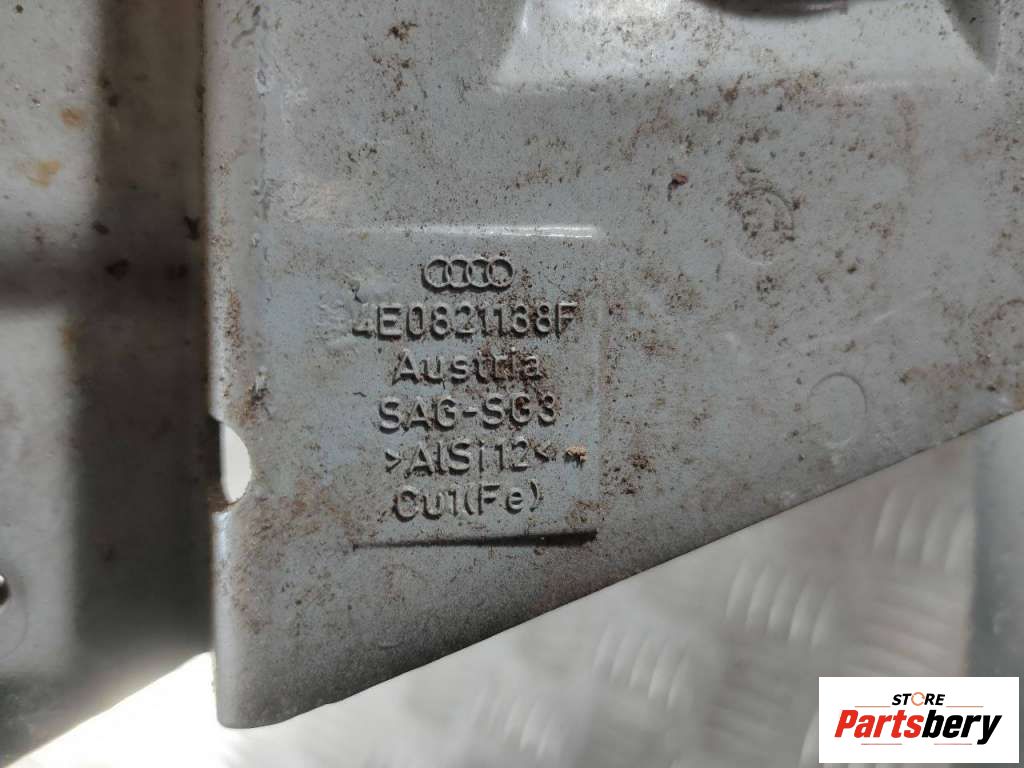 4E0821138F
Austria
SAG-SG3
>AlSi12<
Cu1(Fe)
STORE
Partsbery